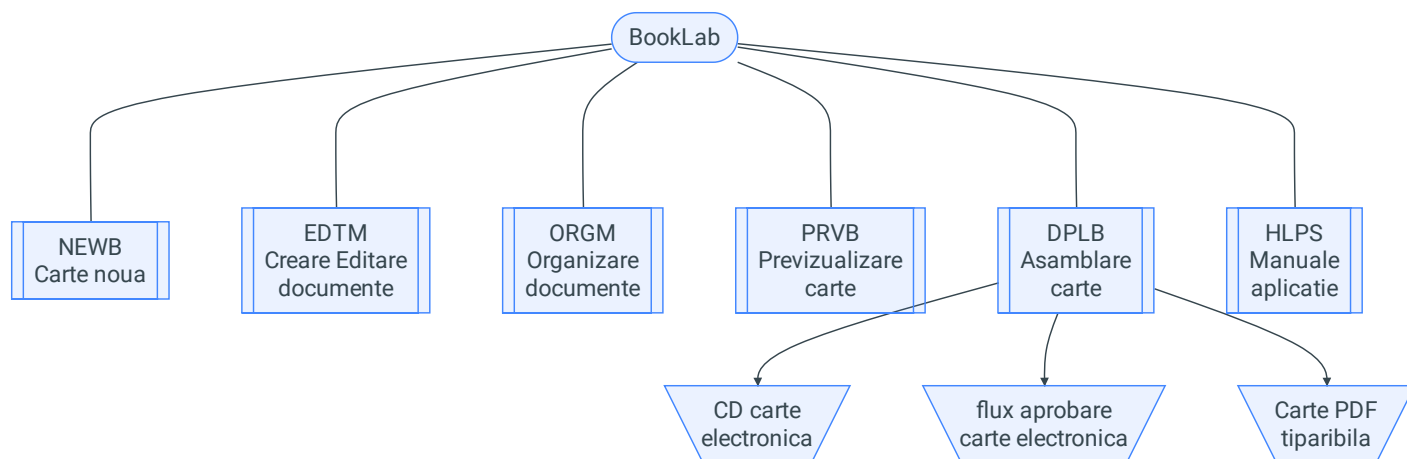 BookLab
NEWB
Carte noua
EDTM
Creare Editare
documente
ORGM
Organizare
documente
PRVB
Previzualizare
carte
DPLB
Asamblare
carte
HLPS
Manuale
aplicatie
CD carte
electronica
flux aprobare
carte electronica
Carte PDF
tiparibila